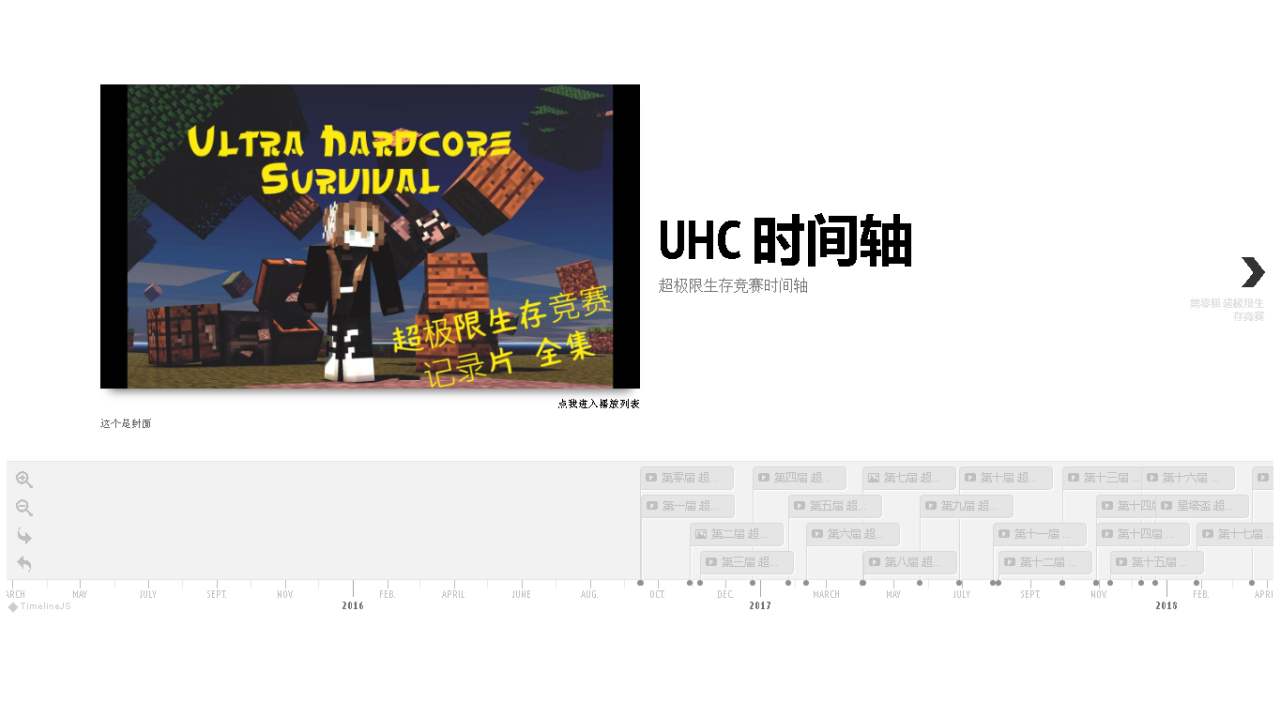 ULTRA HARDCORE
SURVIVAL
超极限生存竞赛
记录片 全集
点我进入播放列表
这个是封面
UHC 时间轴
超极限生存竞赛时间轴
第零届 超极限生
存竞赛
第零届 超...
第四届 超...
第七届 超...
第十届 超...
第十三届
第十六届 ...
第一届 超...
第五届 超...
第九届 超...
第十四届
星塔盃 超...
第二届 超...
第六届 超...
第十一届 ...
第十四届 ...
第十七届 ...
第三届 超...
第八届 超...
第十二届 ...
第十五届 ...
MAY JULY SEPT. NOV. FEB. APRIL JUNE AUG. OCT. DEC. MARCH MAY JULY SEPT. NOV. FEB.
2016 2017 2018
TimelineJS